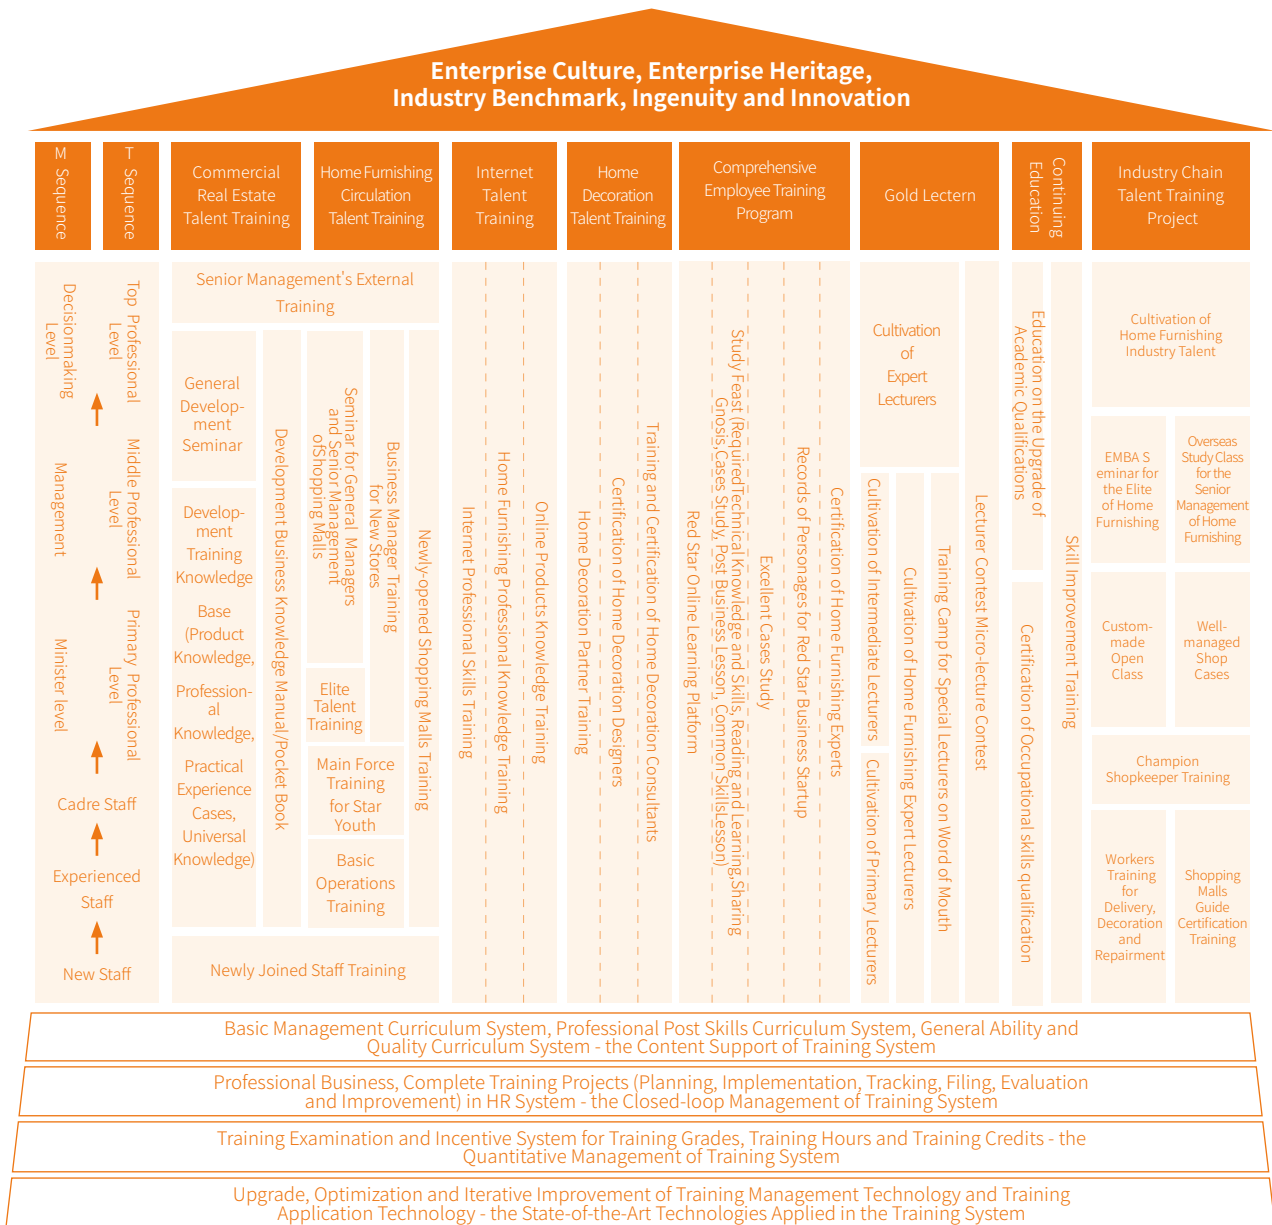 Enterprise Culture, Enterprise Heritage,
Industry Benchmark, Ingenuity and Innovation
M Sequence
T Sequence
Commercial
Real Estate
Talent Training
Home Furnishing
Circulation
Talent Training
Internet
Talent
Training
Home
Decoration
Talent Training
Comprehensive
Employee Training
Program
Gold Lectern
Continuing
Education
Industry Chain
Talent Training
Project
Decisionmaking
Level
Top Professional
Level
Management
Middle Professional
Level
Minister level
Primary Professional
Level
Cadre Staff
Experienced
Staff
New Staff
Senior Management's External
Training
General
Develop-
ment
Seminar
Develop-
ment
Training
Knowledge
Base
(Product
Knowledge,
Profession-
al
Knowledge,
Practical
Experience
Cases,
Universal
Knowledge)
Development Business Knowledge Manual/Pocket Book
Seminar for General Managers
and Senior Management
ofShopping Malls
Elite
Talent
Training
Main Force
Training
for Star
Youth
Basic
Operations
Training
Business Manager Training
for New Stores
Newly-opened Shopping Malls Training
Newly Joined Staff Training
Internet Professional Skills Training
Home Furnishing Professional Knowledge Training
Online Products Knowledge Training
Home Decoration Partner Training
Certification of Home Decoration Designers
Training and Certification of Home Decoration Consultants
Red Star Online Learning Platform
Study Feast (RequiredTechnical Knowledge and Skills, Reading and Learning,Sharing
Gnosis,Cases Study, Post Business Lesson, Common SkillsLesson)
Excellent Cases Study
Records of Personages for Red Star Business Startup
Certification of Home Furnishing Experts
Cultivation
of
Expert
Lecturers
Cultivation of Intermediate Lecturers
Cultivation of Primary Lecturers
Cultivation of Home Furnishing Expert Lecturers
Training Camp for Special Lecturers on Word of Mouth
Lecturer Contest Micro-lecture Contest
Education on the Upgrade of
Academic Qualifications
Certification of Occupational skills qualification
Skill Improvement Training
Cultivation of
Home Furnishing
Industry Talent
EMBA S
eminar for
the Elite
of Home
Furnishing
Overseas
Study Class
for the
Senior
Management
of Home
Furnishing
Custom-
made
Open
Class
Well-
managed
Shop
Cases
Champion
Shopkeeper Training
Workers
Training
for
Delivery,
Decoration
and
Repairment
Shopping
Malls
Guide
Certification
Training
Basic Management Curriculum System, Professional Post Skills Curriculum System, General Ability and
Quality Curriculum System - the Content Support of Training System
Professional Business, Complete Training Projects (Planning, Implementation, Tracking, Filing, Evaluation
and Improvement) in HR System - the Closed-loop Management of Training System
Training Examination and Incentive System for Training Grades, Training Hours and Training Credits - the
Quantitative Management of Training System
Upgrade, Optimization and Iterative Improvement of Training Management Technology and Training
Application Technology - the State-of-the-Art Technologies Applied in the Training System